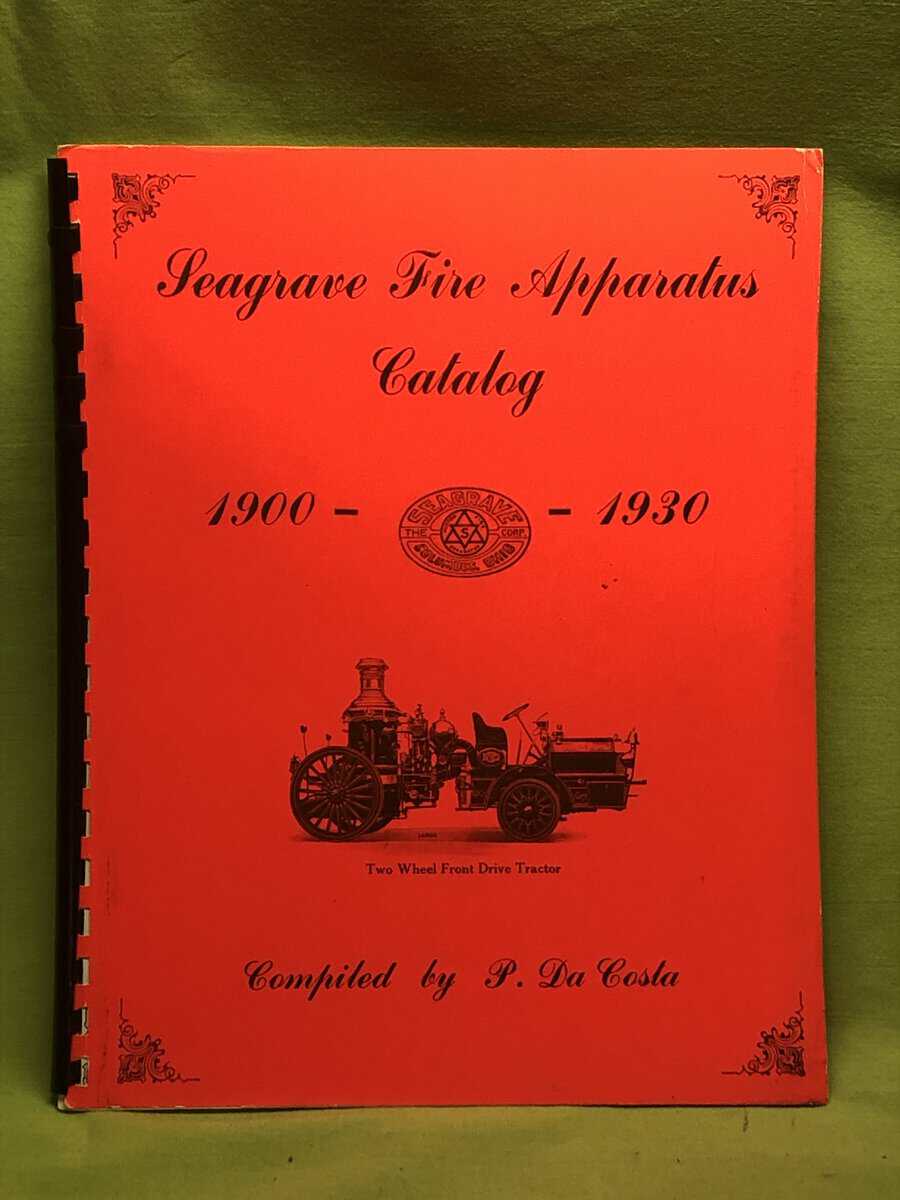 Seagrave Fire Apparatus
Catalog
1900 - - 1930
SEAGRAVE
THE S CORP.
COLUMBUS, OHIO
Two Wheel Front Drive Tractor
Compiled by P. Da Costa